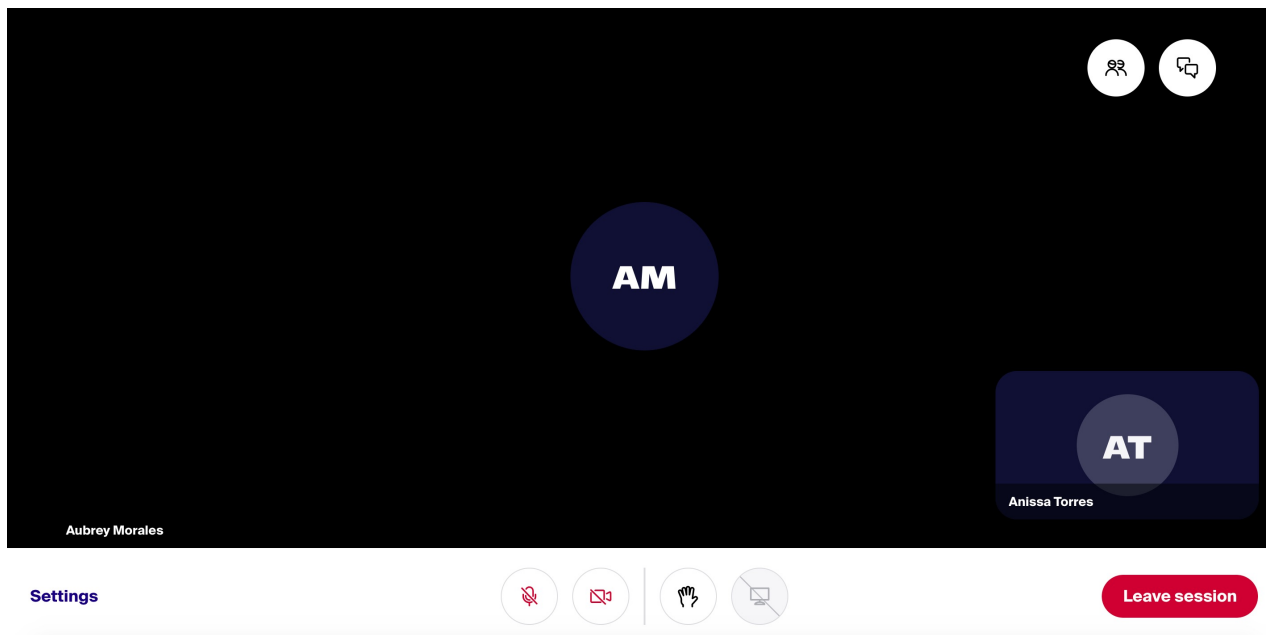 AM
AT
Anissa Torres
Aubrey Morales
Settings
Leave session